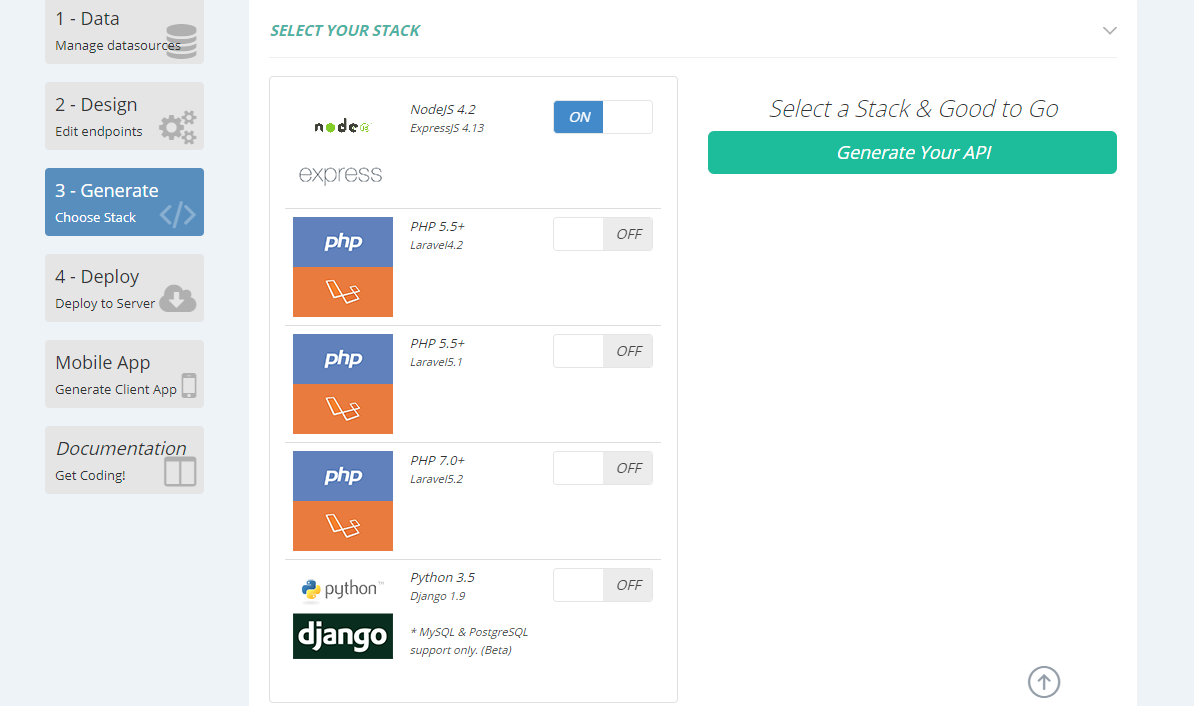 1 - Data
Manage datasources
2 - Design
Edit endpoints
3 - Generate
Choose Stack
4 - Deploy
Deploy to Server
Mobile App
Generate Client App
Documentation
Get Coding!
SELECT YOUR STACK
node JS
express
NodeJS 4.2
ExpressJS 4.13
ON
php
PHP 5.5+
Laravel4.2
OFF
php
PHP 5.5+
Laravel5.1
OFF
php
PHP 7.0+
Laravel5.2
OFF
python™
django
Python 3.5
Django 1.9
* MySQL & PostgreSQL
support only. (Beta)
OFF
Select a Stack & Good to Go
Generate Your API